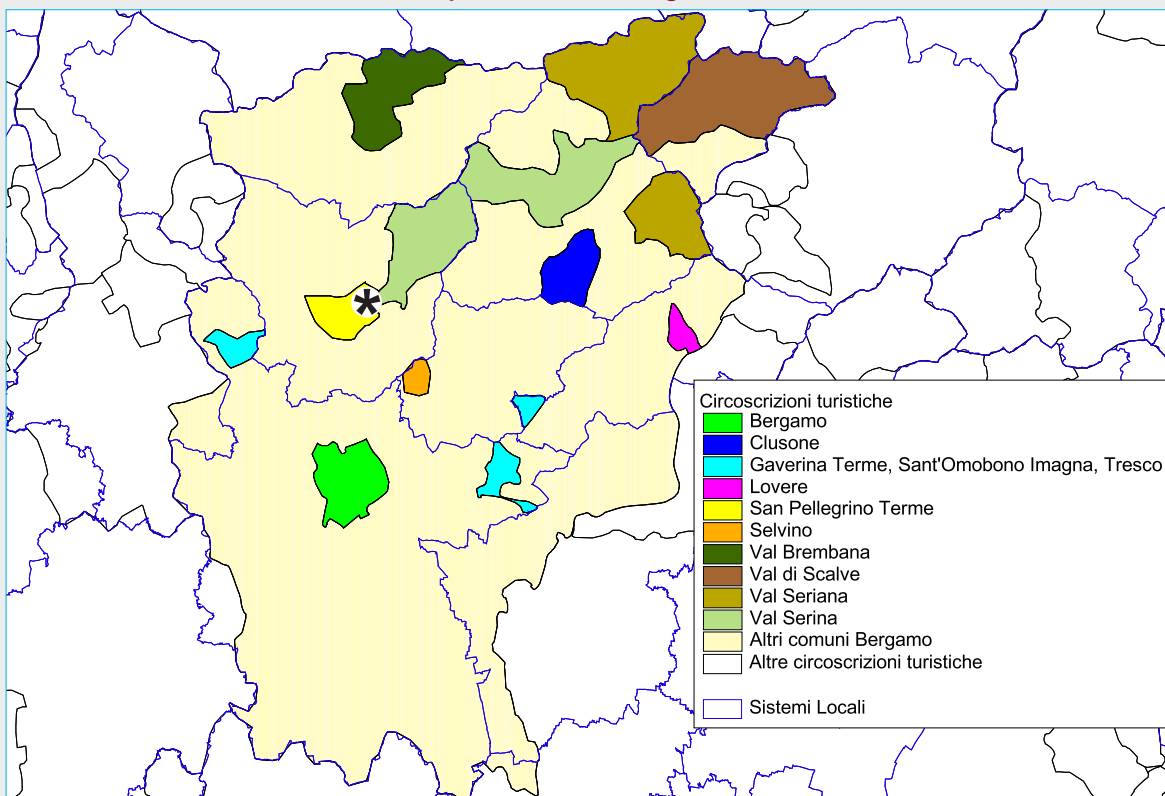 *
Circoscrizioni turistiche
Bergamo
Clusone
Gaverina Terme, Sant'Omobono Imagna, Tresco
Lovere
San Pellegrino Terme
Selvino
Val Brembana
Val di Scalve
Val Seriana
Val Serina
Altri comuni Bergamo
Altre circoscrizioni turistiche
Sistemi Locali